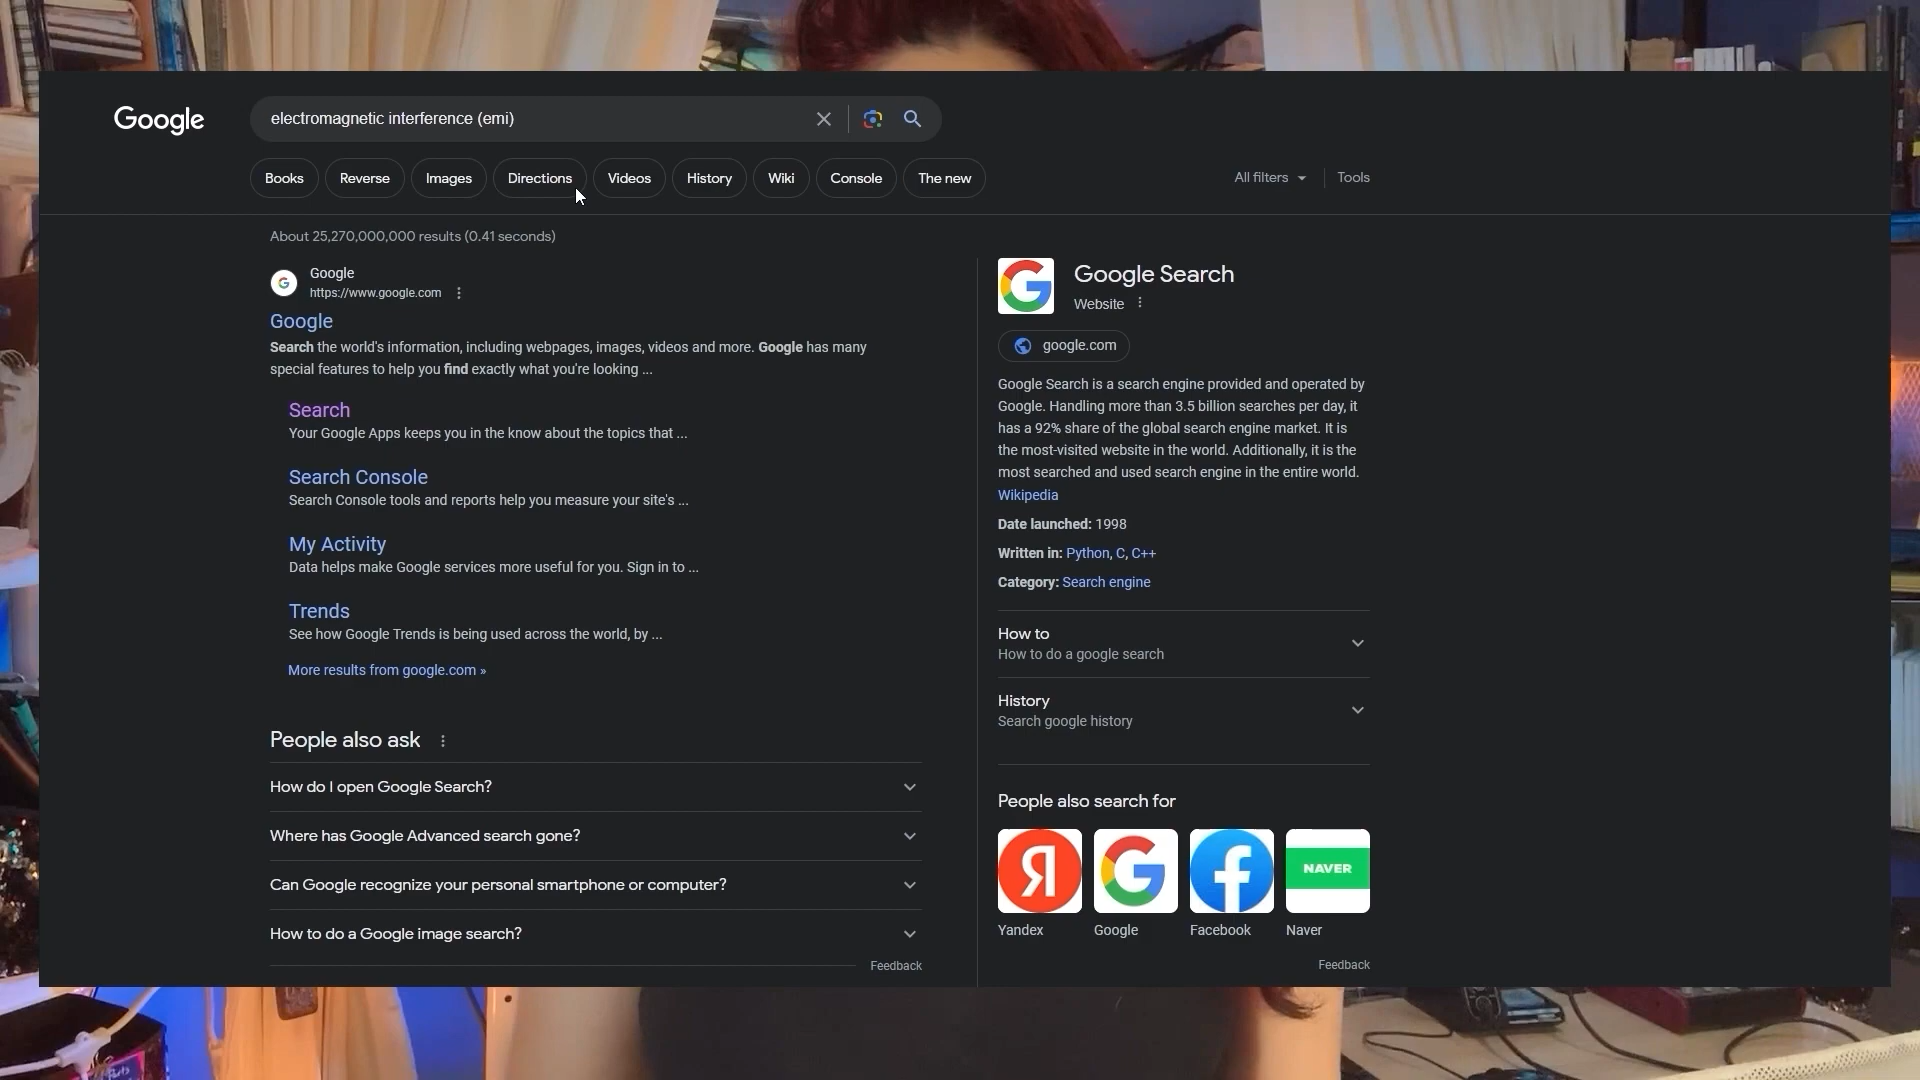 Google
electromagnetic interference (emi)
Books
Reverse
Images
Directions
Videos
History
Wiki
Console
The new
All filters
Tools
About 25,270,000,000 results (0.41 seconds)
Google
https://www.google.com
Google
Search the world's information, including webpages, images, videos and more. Google has many
special features to help you find exactly what you're looking ...
Search
Your Google Apps keeps you in the know about the topics that ...
Search Console
Search Console tools and reports help you measure your site's ...
My Activity
Data helps make Google services more useful for you. Sign in to ...
Trends
See how Google Trends is being used across the world, by ...
More results from google.com »
People also ask
How do I open Google Search?
Where has Google Advanced search gone?
Can Google recognize your personal smartphone or computer?
How to do a Google image search?
Feedback
Google Search
Website
google.com
Google Search is a search engine provided and operated by
Google. Handling more than 3.5 billion searches per day, it
has a 92% share of the global search engine market. It is
the most-visited website in the world. Additionally, it is the
most searched and used search engine in the entire world.
Wikipedia
Date launched: 1998
Written in: Python, C, C++
Category: Search engine
How to
How to do a google search
History
Search google history
People also search for
Я
NAVER
Yandex
Google
Facebook
Naver
Feedback